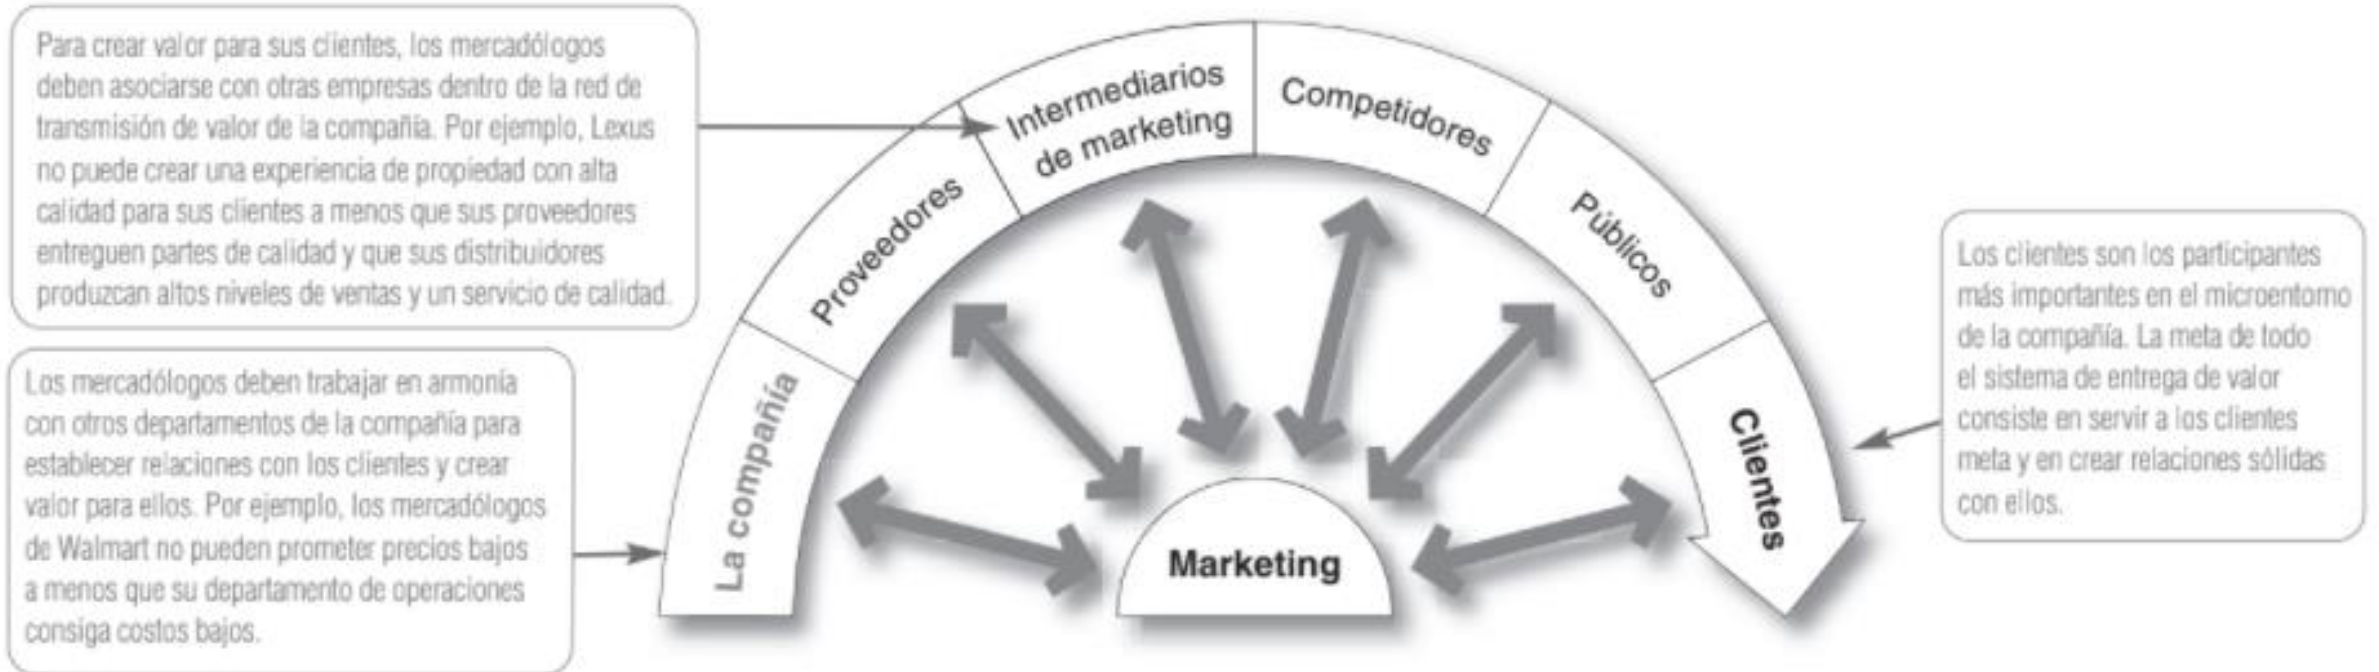 Para crear valor para sus clientes, los mercadólogos
deben asociarse con otras empresas dentro de la red de
transmisión de valor de la compañía. Por ejemplo, Lexus
no puede crear una experiencia de propiedad con alta
calidad para sus clientes a menos que sus proveedores
entreguen partes de calidad y que sus distribuidores
produzcan altos niveles de ventas y un servicio de calidad.
Los mercadólogos deben trabajar en armonía
con otros departamentos de la compañía para
establecer relaciones con los clientes y crear
valor para ellos. Por ejemplo, los mercadólogos
de Walmart no pueden prometer precios bajos
a menos que su departamento de operaciones
consiga costos bajos.
La compañía
Proveedores
Intermediarios
de marketing
Competidores
Públicos
Clientes
Marketing
Los clientes son los participantes
más importantes en el microentorno
de la compañía. La meta de todo
el sistema de entrega de valor
consiste en servir a los clientes
meta y en crear relaciones sólidas
con ellos.